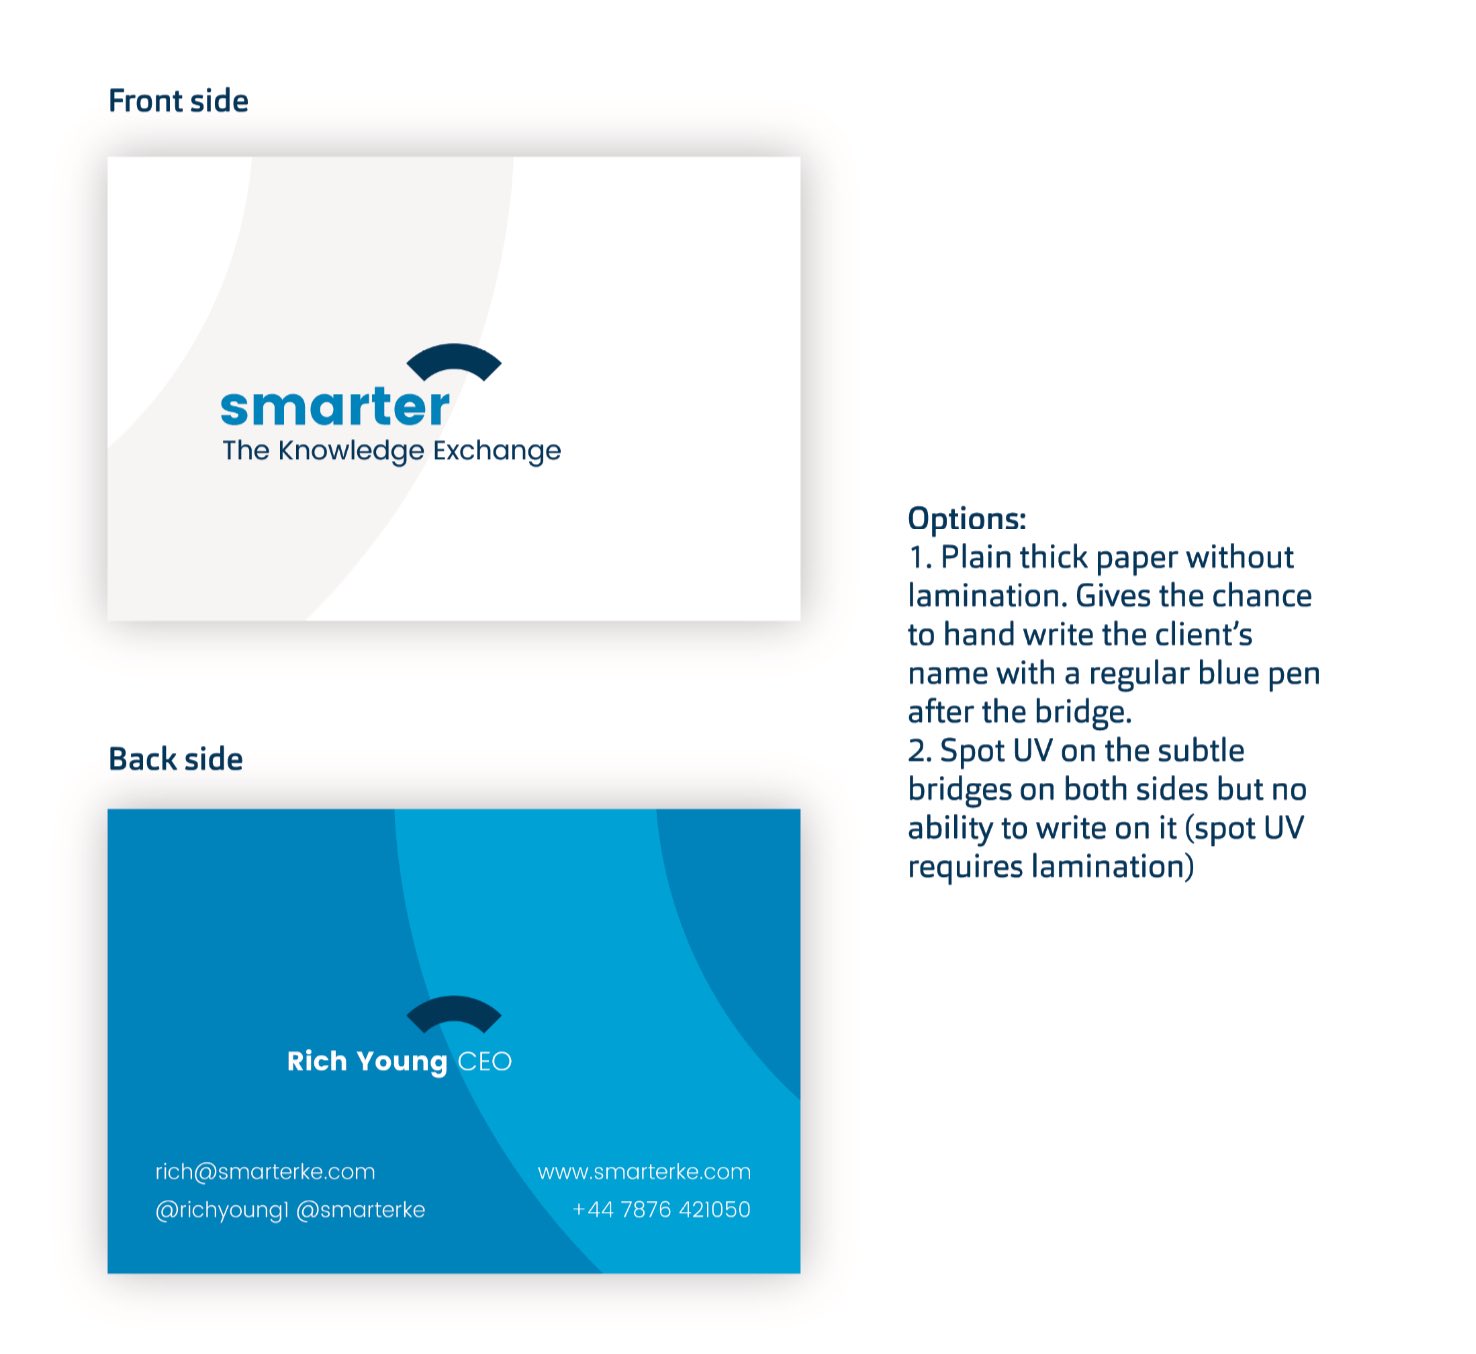 Front side
smarter
The Knowledge Exchange
Options:
1. Plain thick paper without
lamination. Gives the chance
to hand write the client’s
name with a regular blue pen
after the bridge.
2. Spot UV on the subtle
bridges on both sides but no
ability to write on it (spot UV
requires lamination)
Back side
Rich Young CEO
rich@smarterke.com
www.smarterke.com
@richyoung1 @smarterke
+44 7876 421050